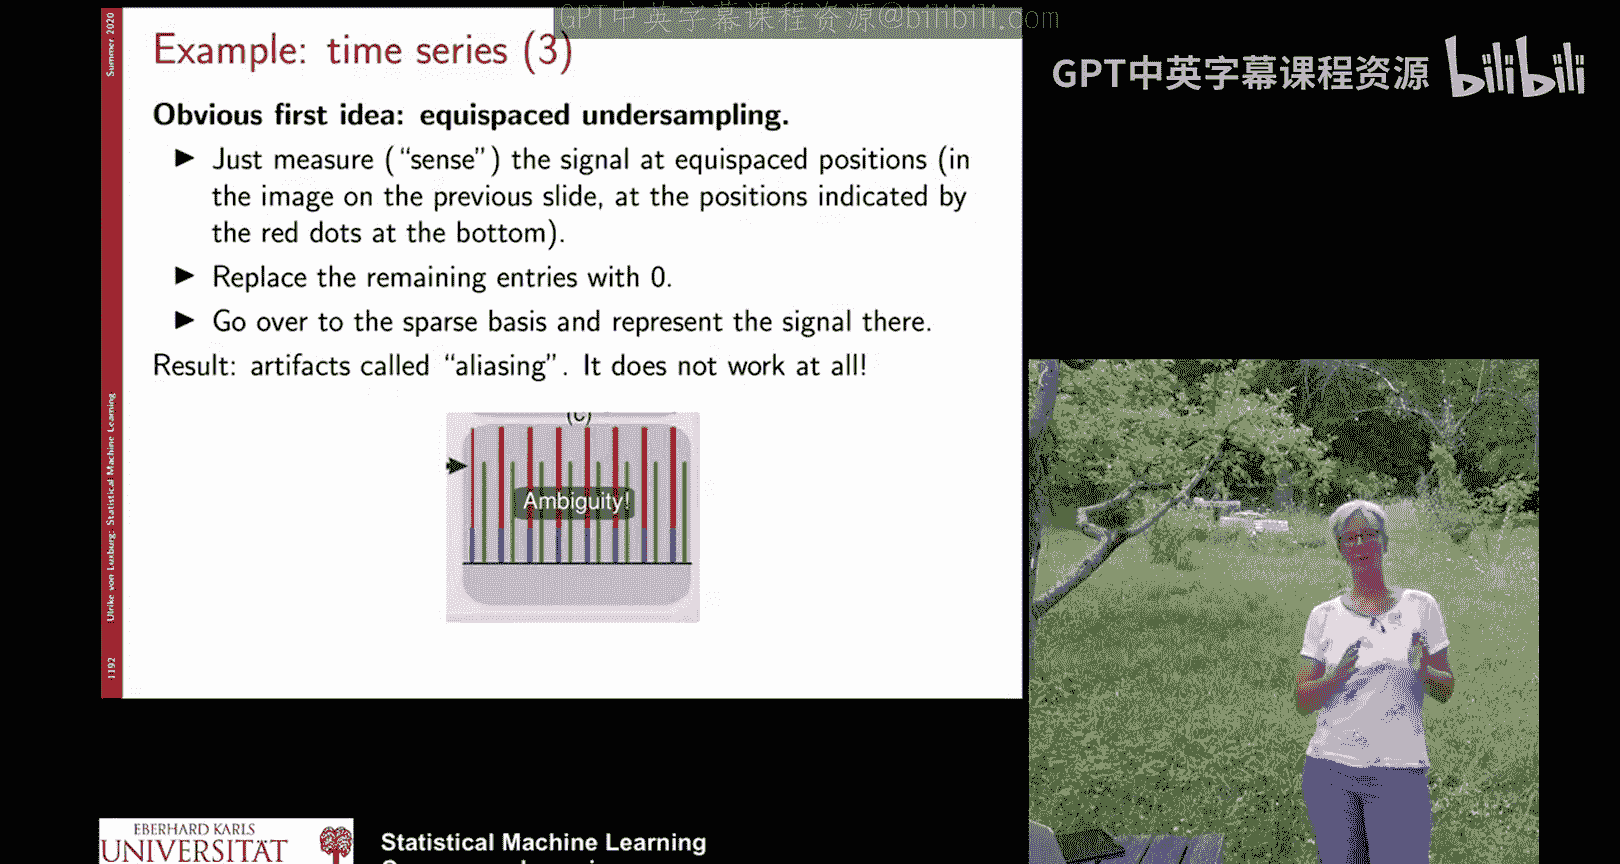 GPT中英字幕课程资源@bilibili.com
GPT中英字幕课程资源 bilibili
Summer 2020
Example: time series (3)
Obvious first idea: equispaced undersampling.
Just measure (“sense”) the signal at equispaced positions (in
the image on the previous slide, at the positions indicated by
the red dots at the bottom).
Replace the remaining entries with 0.
Go over to the sparse basis and represent the signal there.
Result: artifacts called “aliasing”. It does not work at all!
(c)
Ambiguity!
Ulrike von Luxburg: Statistical Machine Learning
1192
EBERHARD KARLS
UNIVERSITÄT
Statistical Machine Learning